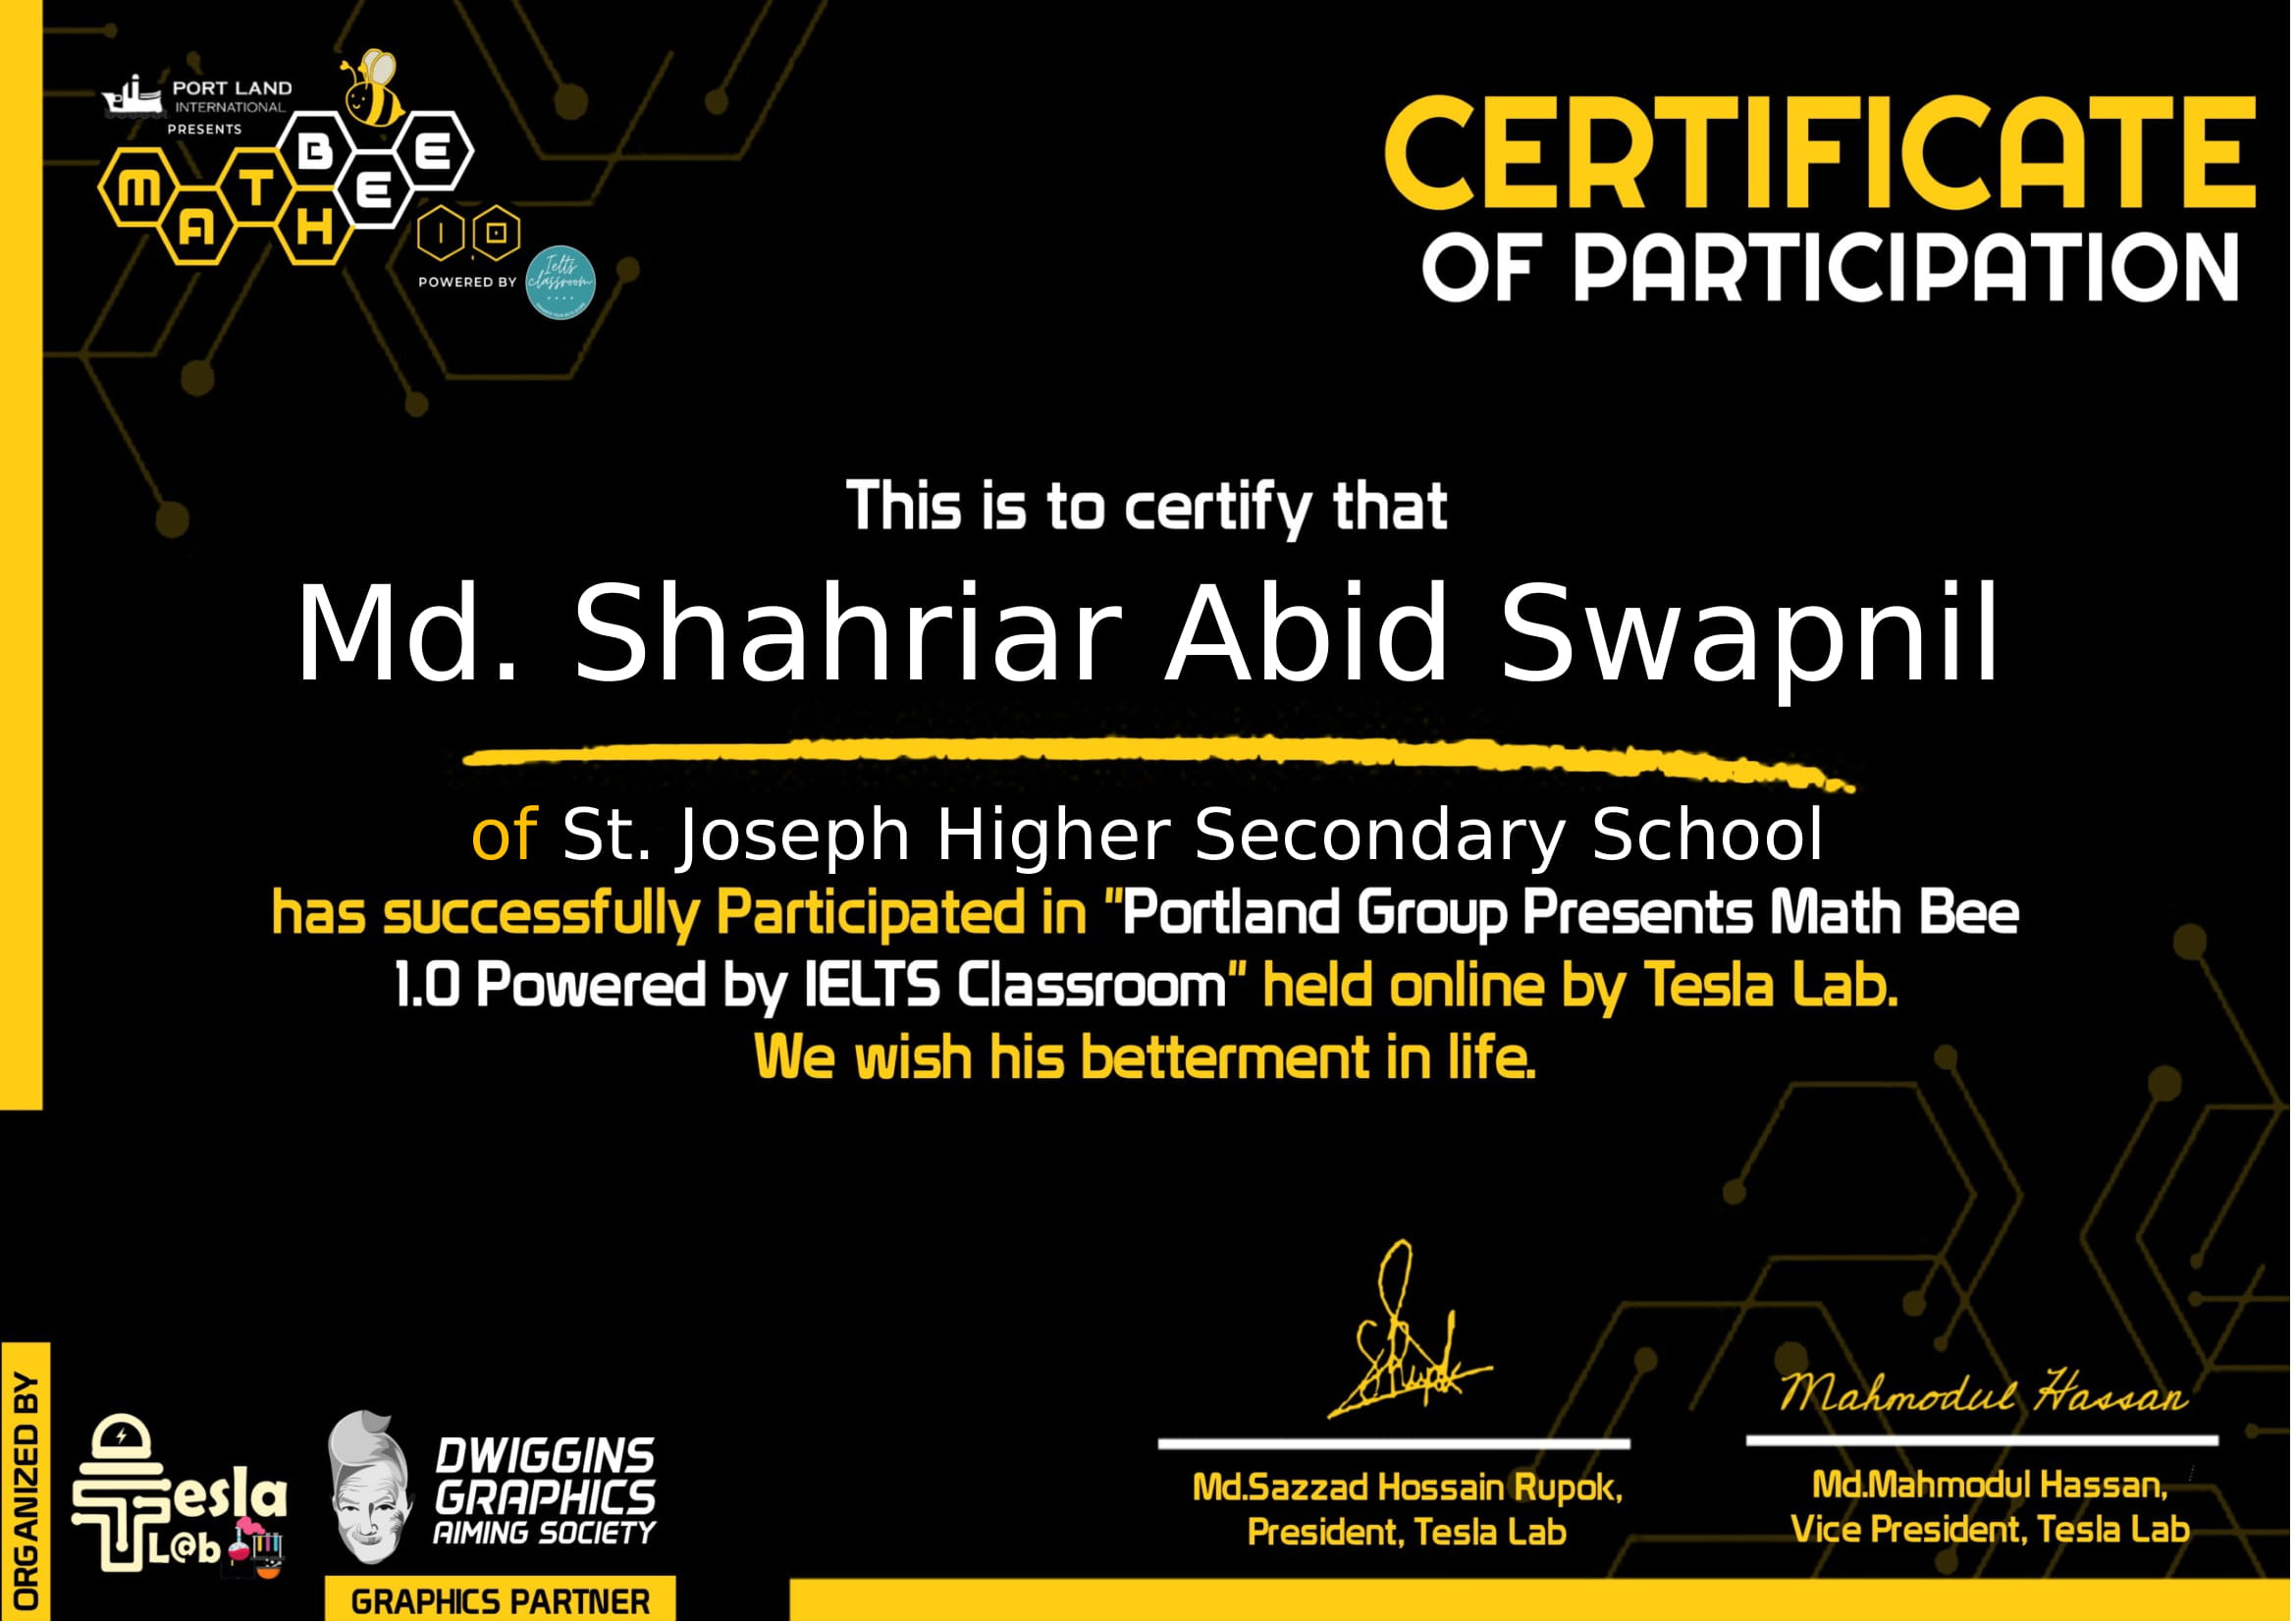 PORT LAND
INTERNATIONAL
PRESENTS
MATH BEE
1.0
POWERED BY Ielts classroom
CERTIFICATE
OF PARTICIPATION
This is to certify that
Md. Shahriar Abid Swapnil
of St. Joseph Higher Secondary School
has successfully Participated in "Portland Group Presents Math Bee
1.0 Powered by IELTS Classroom" held online by Tesla Lab.
We wish his betterment in life.
SRupok
Mahmodul Hassan
Md.Sazzad Hossain Rupok,
President, Tesla Lab
Md.Mahmodul Hassan,
Vice President, Tesla Lab
ORGANIZED BY
Tesla
L@b
DWIGGINS
GRAPHICS
AIMING SOCIETY
GRAPHICS PARTNER